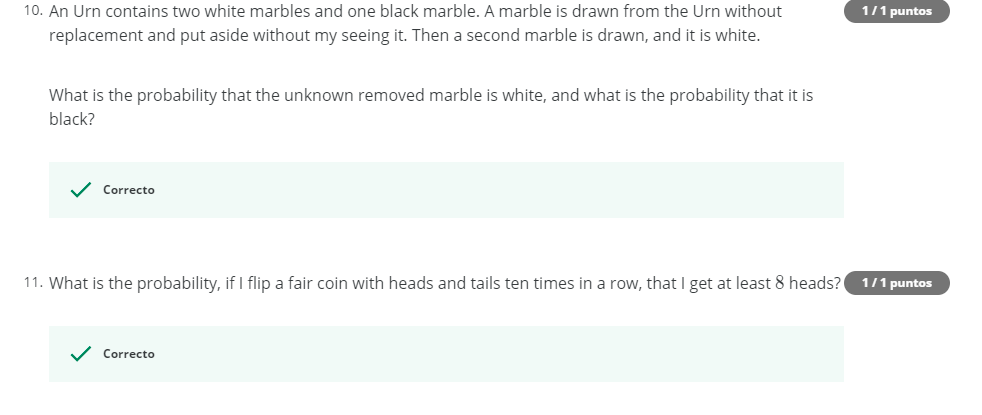 10. An Urn contains two white marbles and one black marble. A marble is drawn from the Urn without
1 / 1 puntos
replacement and put aside without my seeing it. Then a second marble is drawn, and it is white.
What is the probability that the unknown removed marble is white, and what is the probability that it is
black?
Correcto
11. What is the probability, if I flip a fair coin with heads and tails ten times in a row, that I get at least 8 heads?
1 / 1 puntos
Correcto